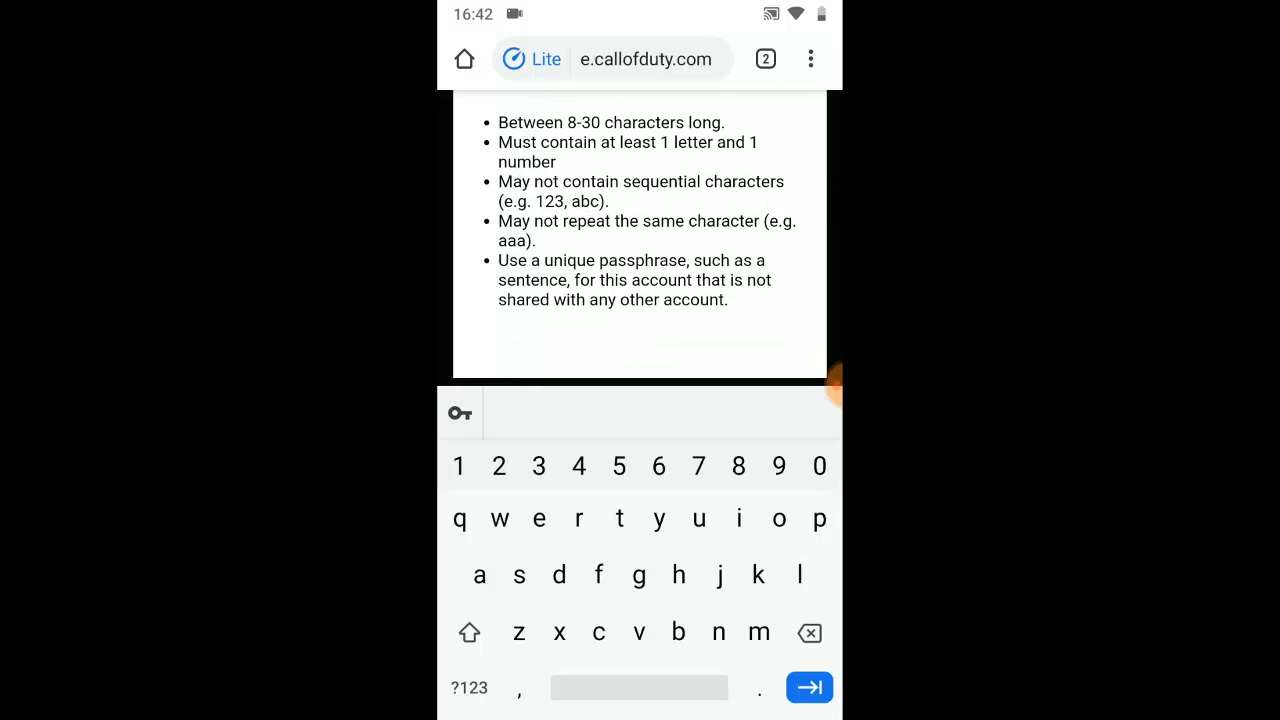 16:42
Lite e.callofduty.com 2
• Between 8-30 characters long.
• Must contain at least 1 letter and 1
number
• May not contain sequential characters
(e.g. 123, abc).
• May not repeat the same character (e.g.
aaa).
• Use a unique passphrase, such as a
sentence, for this account that is not
shared with any other account.
1 2 3 4 5 6 7 8 9 0
q w e r t y u i o p
a s d f g h j k l
z x c v b n m
?123 , .